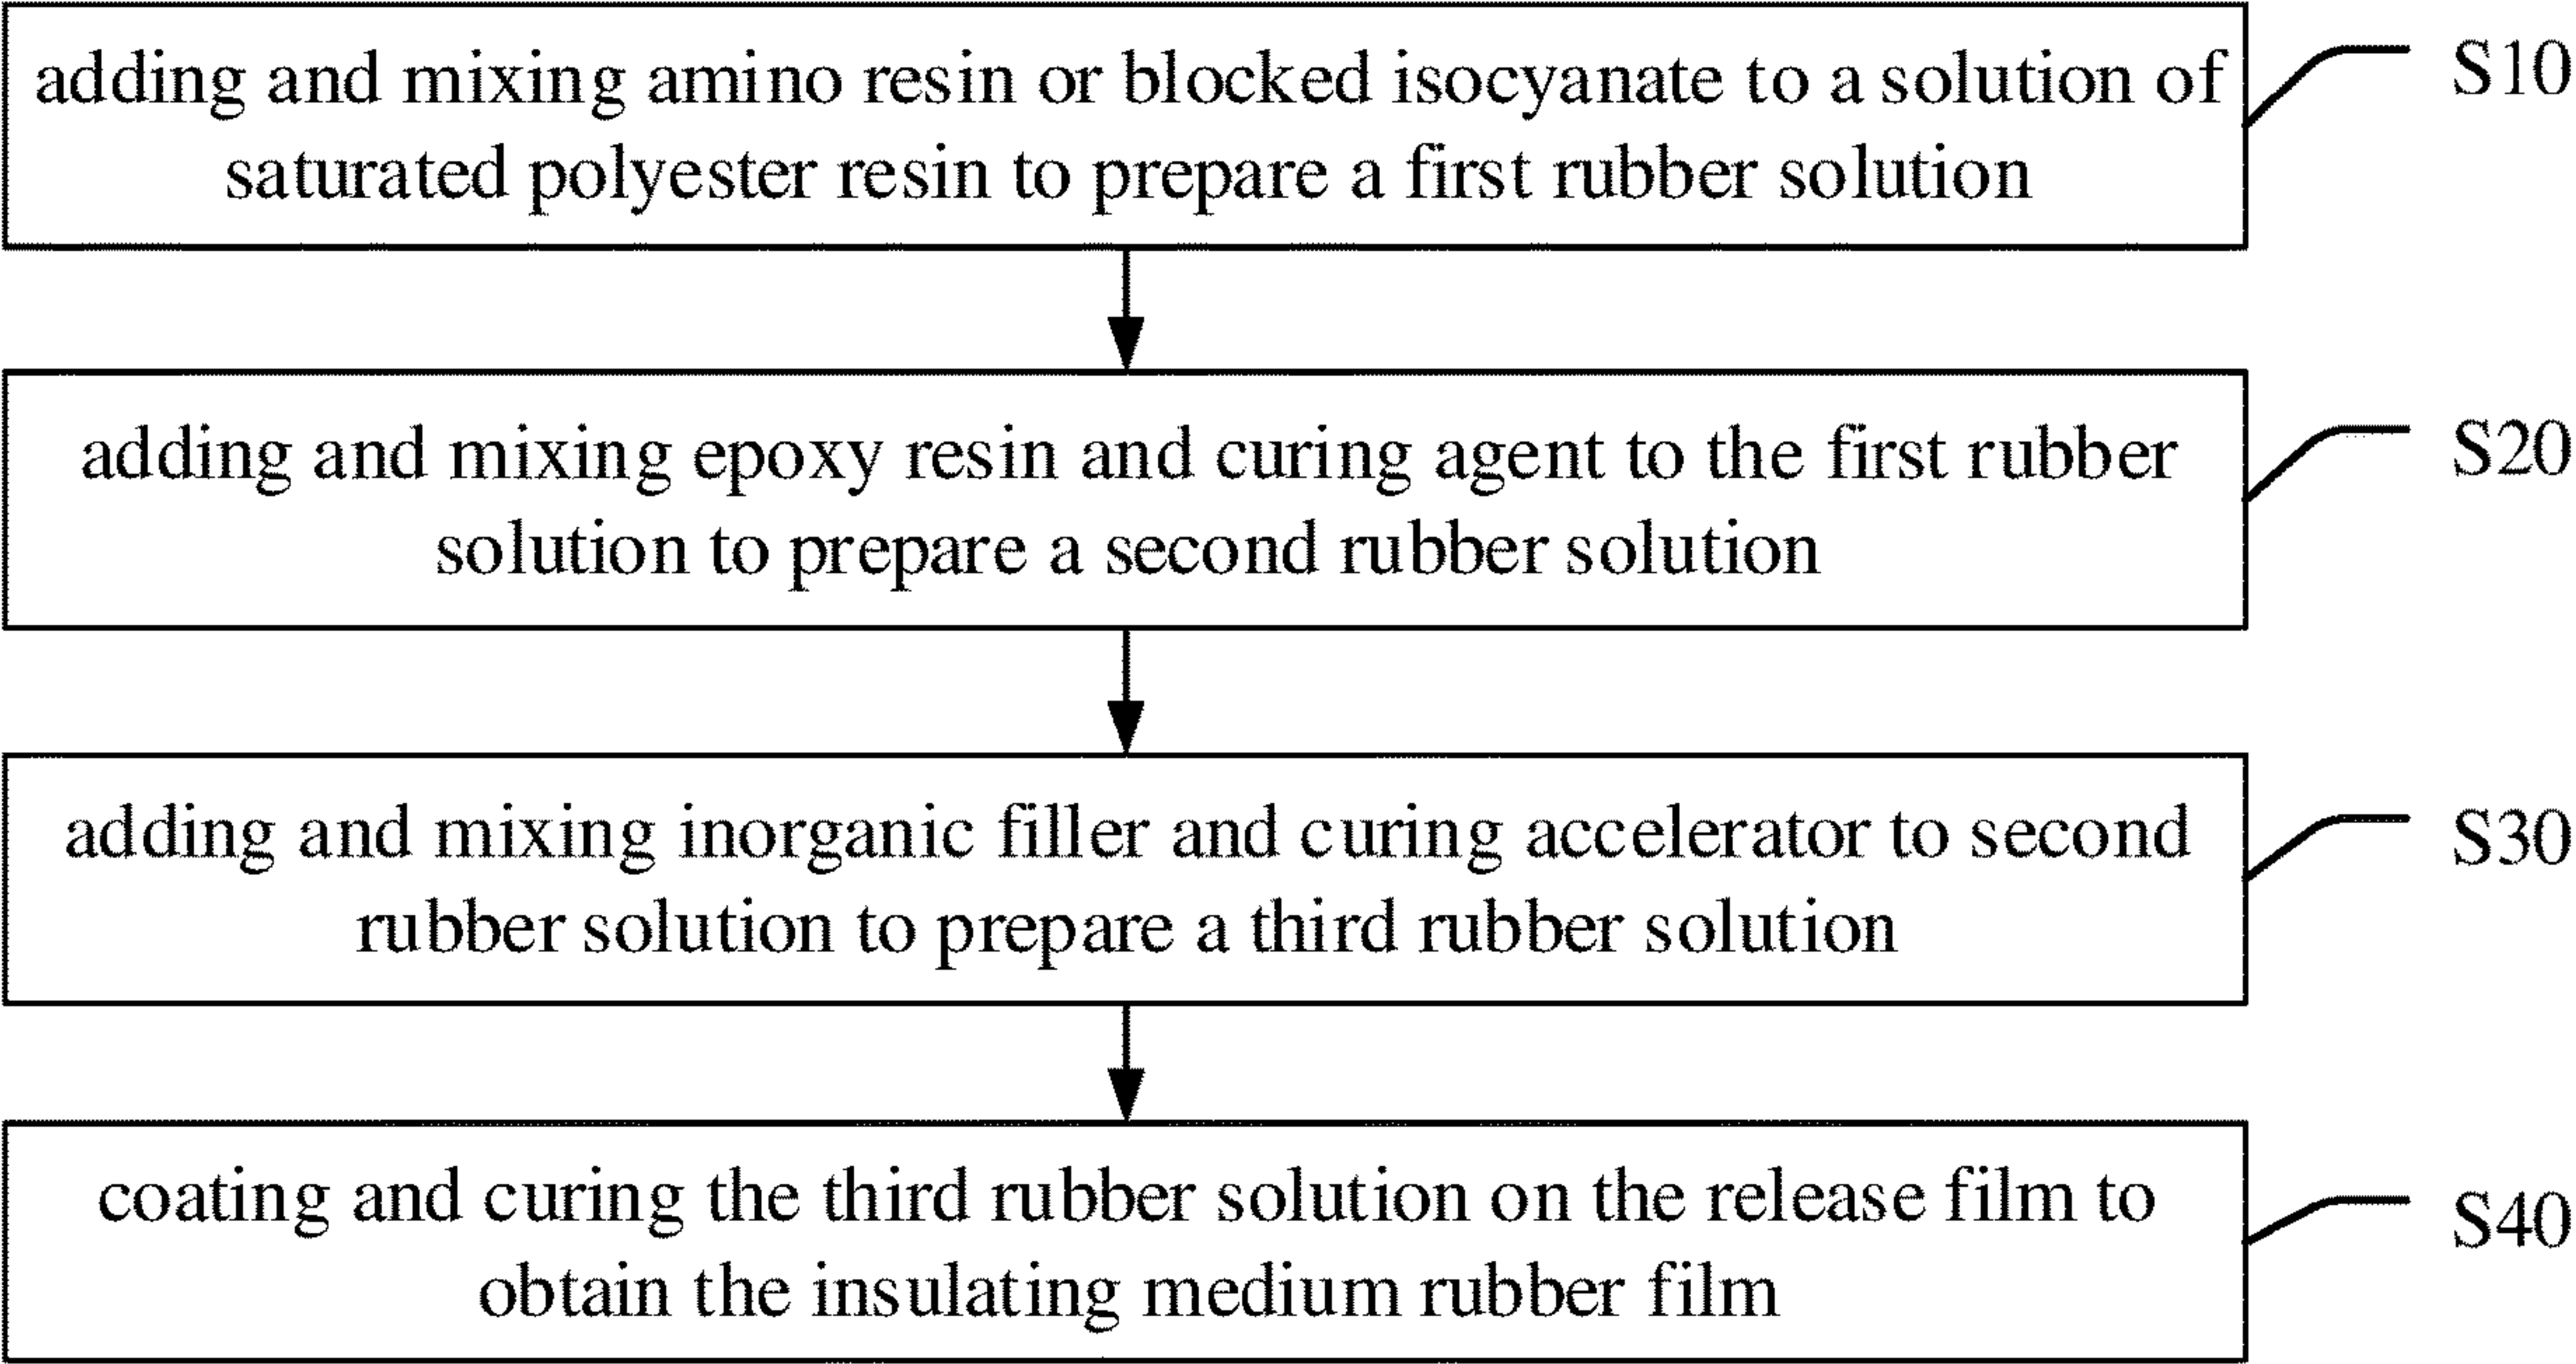 adding and mixing amino resin or blocked isocyanate to a solution of
saturated polyester resin to prepare a first rubber solution
S10
adding and mixing epoxy resin and curing agent to the first rubber
solution to prepare a second rubber solution
S20
adding and mixing inorganic filler and curing accelerator to second
rubber solution to prepare a third rubber solution
S30
coating and curing the third rubber solution on the release film to
obtain the insulating medium rubber film
S40